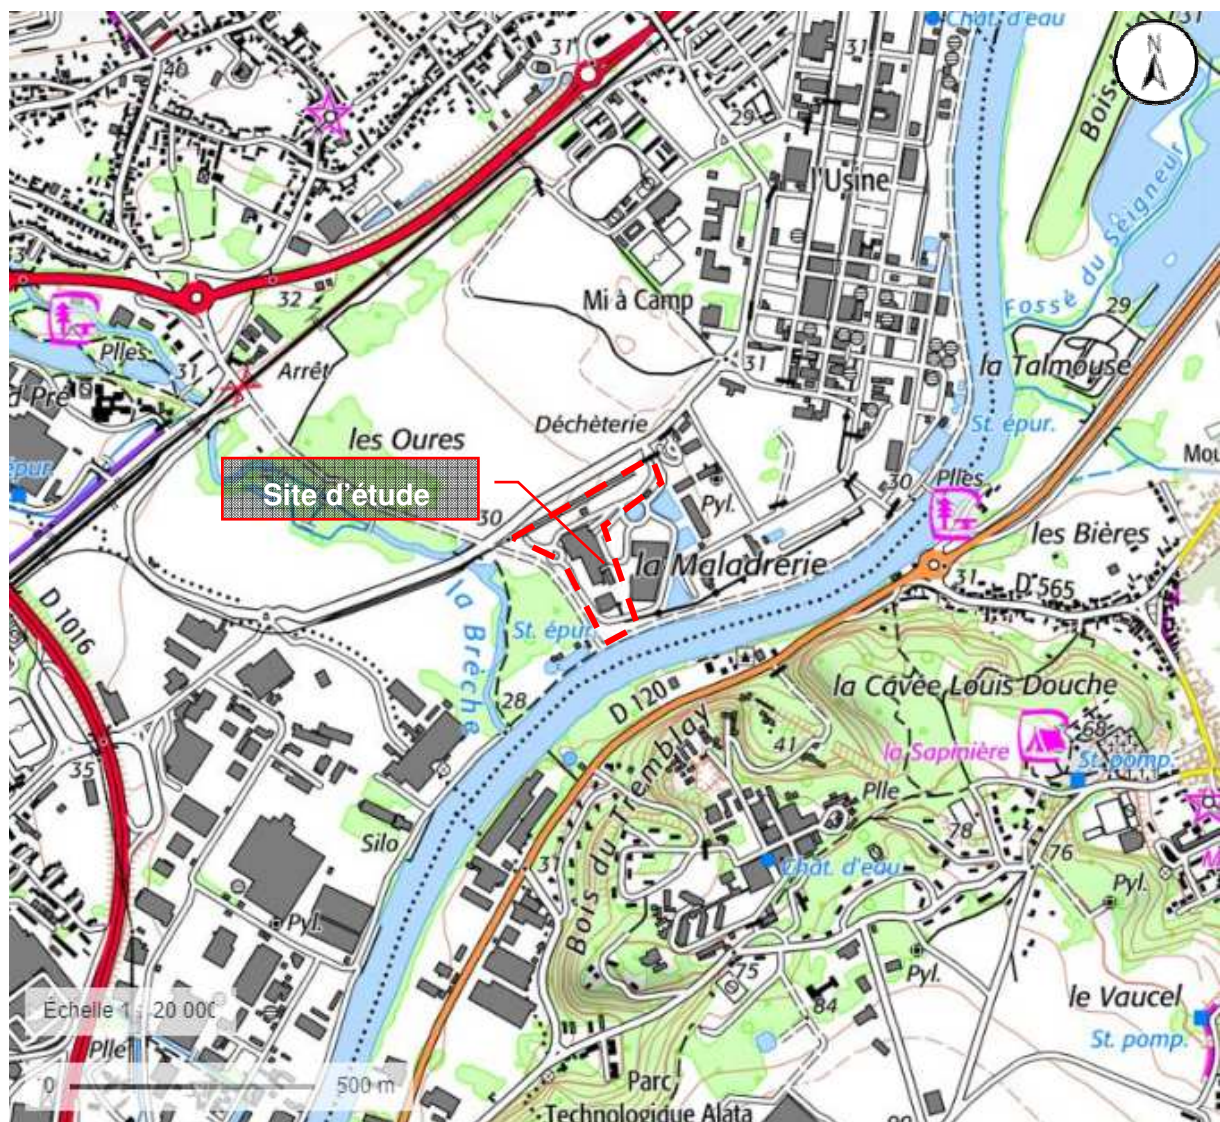 Chât. d'eau
31
N
31
31
40
Bois
29
l'Usine
Fossé du Seigneur
32
Mi à Camp
29
Plles
31
Arrêt
31
la Talmouse
d Pré
Déchèterie
les Oures
St. épur.
Mou
épur.
Site d'étude
Pyl.
30
Plles
30
les Bières
la Maladrerie
31
D 565
D 1016
la Brèche
St. épur.
28
D 120
la Cavée Louis Douche
41
la Sapinière
68
St. pomp.
35
Plle
Silo
Bois du Tremblay
78
76
31
Chât. d'eau
Pyl.
Pyl.
75
Pyl.
84
le Vaucel
Échelle 1 : 20 000
St. pomp.
Plle
0
500 m
Parc
Technologique Alata